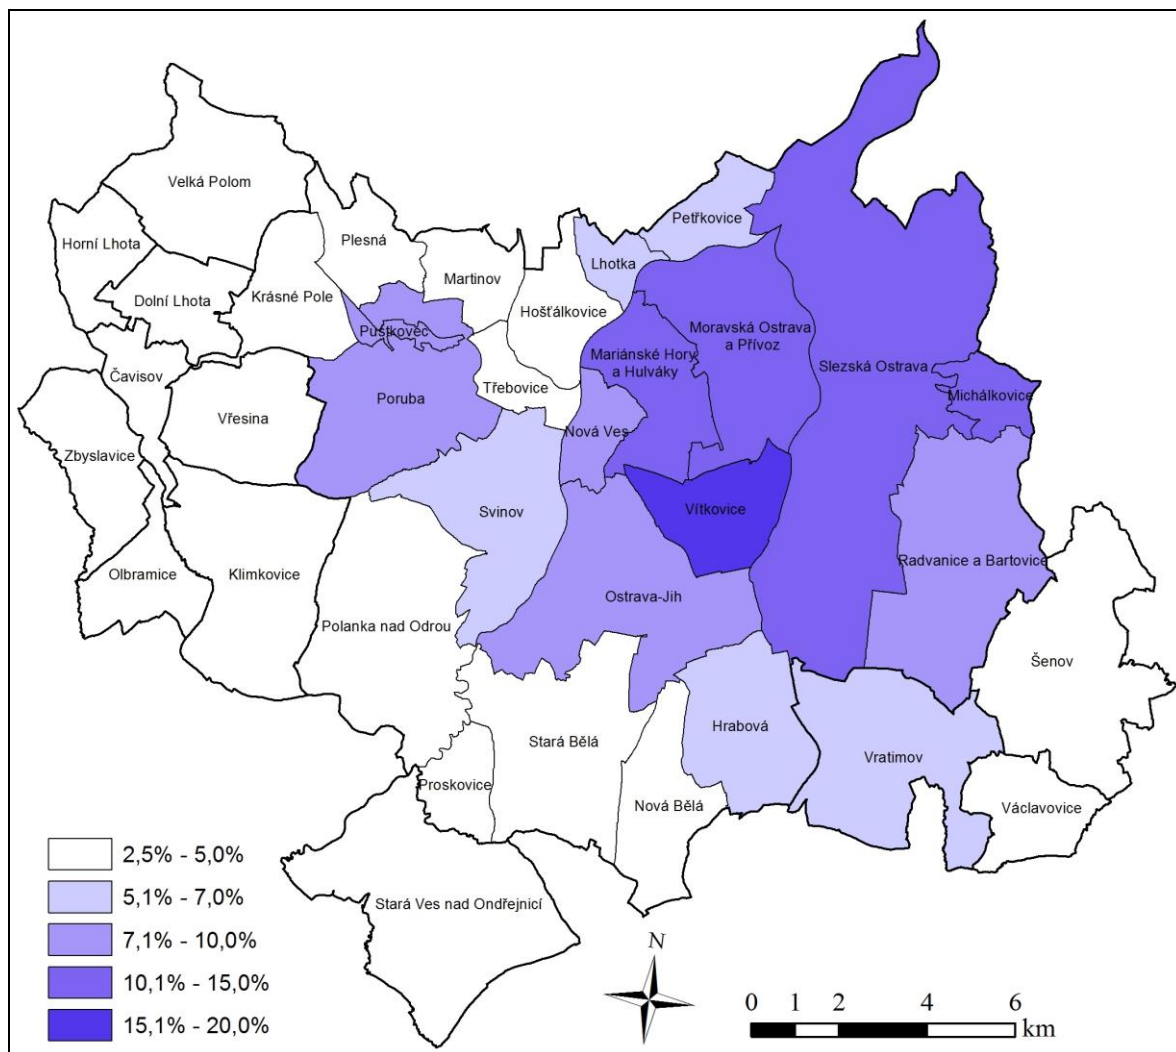 Velká Polom
Petřkovice
Horní Lhota
Plesná
Lhotka
Martinov
Dolní Lhota
Krásné Pole
Hošťálkovice
Pustkovec
Moravská Ostrava
a Přívoz
Mariánské Hory
a Hulváky
Slezská Ostrava
Čavisov
Třebovice
Michálkovice
Poruba
Vřesina
Nová Ves
Zbyslavice
Svinov
Vítkovice
Radvanice a Bartovice
Olbramice
Klimkovice
Ostrava-Jih
Polanka nad Odrou
Šenov
Hrabová
Stará Bělá
Vratimov
Proskovice
Nová Bělá
Václavovice
Stará Ves nad Ondřejnicí
2,5% - 5,0%
5,1% - 7,0%
7,1% - 10,0%
10,1% - 15,0%
15,1% - 20,0%
N
0 1 2 4 6
km